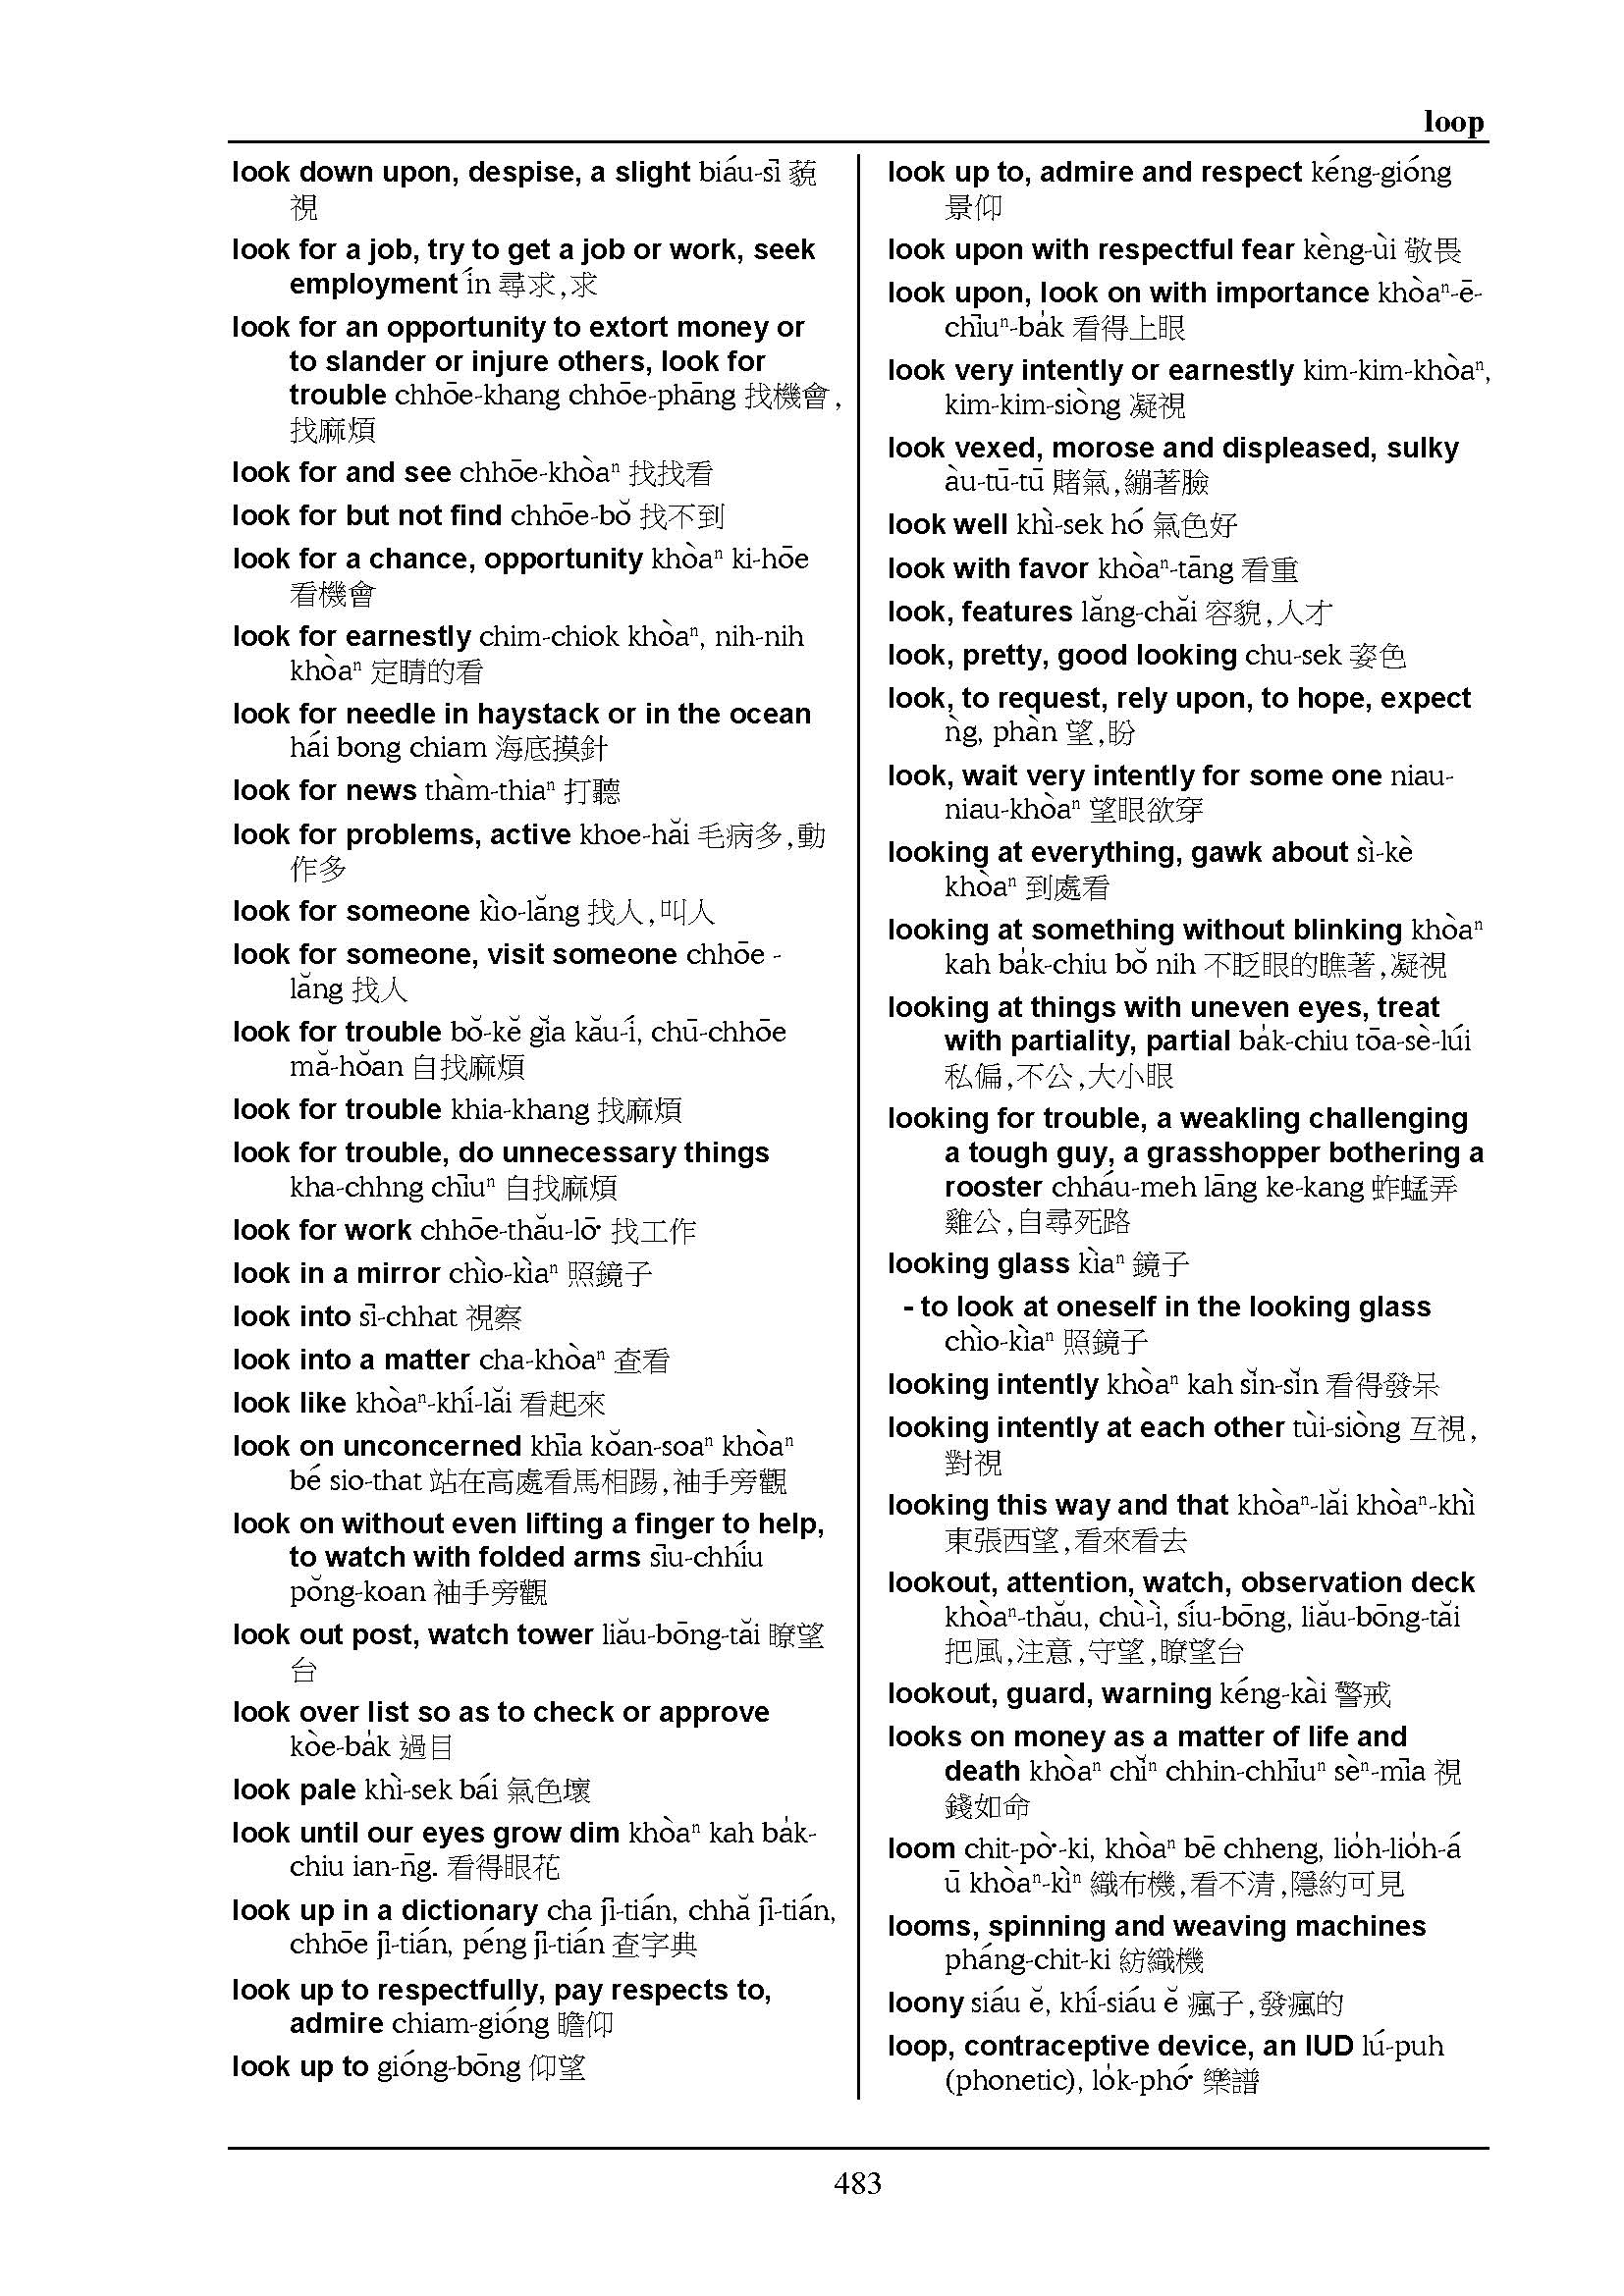 loop
look down upon, despise, a slight biáu-sī 藐
視
look for a job, try to get a job or work, seek
employment ín 尋求,求
look for an opportunity to extort money or
to slander or injure others, look for
trouble chhōe-khang chhōe-phāng 找機會,
找麻煩
look for and see chhōe-khòaⁿ 找找看
look for but not find chhōe-bŏ 找不到
look for a chance, opportunity khòaⁿ ki-hōe
看機會
look for earnestly chim-chiok khòaⁿ, nih-nih
khòaⁿ 定睛的看
look for needle in haystack or in the ocean
hái bong chiam 海底摸針
look for news thàm-thiaⁿ 打聽
look for problems, active khoe-hăi 毛病多,動
作多
look for someone kìo-lăng 找人,叫人
look for someone, visit someone chhōe -
lăng 找人
look for trouble bŏ-kĕ gĭa kău-í, chū-chhōe
mă-hŏan 自找麻煩
look for trouble khia-khang 找麻煩
look for trouble, do unnecessary things
kha-chhng chīuⁿ 自找麻煩
look for work chhōe-thău-lō͘ 找工作
look in a mirror chìo-kìaⁿ 照鏡子
look into sī-chhat 視察
look into a matter cha-khòaⁿ 查看
look like khòaⁿ-khí-lăi 看起來
look on unconcerned khīa kŏan-soaⁿ khòaⁿ
bé sio-that 站在高處看馬相踢,袖手旁觀
look on without even lifting a finger to help,
to watch with folded arms sīu-chhíu
pŏng-koan 袖手旁觀
look out post, watch tower liău-bōng-tăi 瞭望
台
look over list so as to check or approve
kòe-ba̍k 過目
look pale khì-sek bái 氣色壞
look until our eyes grow dim khòaⁿ kah ba̍k-
chiu ian-n̄g. 看得眼花
look up in a dictionary cha jī-tián, chhă jī-tián,
chhōe jī-tián, péng jī-tián 查字典
look up to respectfully, pay respects to,
admire chiam-gióng 瞻仰
look up to gióng-bōng 仰望
look up to, admire and respect kéng-gióng
景仰
look upon with respectful fear kèng-ùi 敬畏
look upon, look on with importance khòaⁿ-ē-
chīuⁿ-ba̍k 看得上眼
look very intently or earnestly kim-kim-khòaⁿ,
kim-kim-siòng 凝視
look vexed, morose and displeased, sulky
àu-tū-tū 賭氣,繃著臉
look well khì-sek hó 氣色好
look with favor khòaⁿ-tāng 看重
look, features lăng-chăi 容貌,人才
look, pretty, good looking chu-sek 姿色
look, to request, rely upon, to hope, expect
ǹg, phàn 望,盼
look, wait very intently for some one niau-
niau-khòaⁿ 望眼欲穿
looking at everything, gawk about sì-kè
khòaⁿ 到處看
looking at something without blinking khòaⁿ
kah ba̍k-chiu bŏ nih 不眨眼的瞧著,凝視
looking at things with uneven eyes, treat
with partiality, partial ba̍k-chiu tōa-sè-lúi
私偏,不公,大小眼
looking for trouble, a weakling challenging
a tough guy, a grasshopper bothering a
rooster chháu-meh lāng ke-kang 蚱蜢弄
雞公,自尋死路
looking glass kìaⁿ 鏡子
- to look at oneself in the looking glass
chìo-kìaⁿ 照鏡子
looking intently khòaⁿ kah sĭn-sĭn 看得發呆
looking intently at each other tùi-siòng 互視,
對視
looking this way and that khòaⁿ-lăi khòaⁿ-khì
東張西望,看來看去
lookout, attention, watch, observation deck
khòaⁿ-thău, chù-ì, síu-bōng, liău-bōng-tăi
把風,注意,守望,瞭望台
lookout, guard, warning kéng-kài 警戒
looks on money as a matter of life and
death khòaⁿ chĭⁿ chhin-chhīuⁿ sèⁿ-mīa 視
錢如命
loom chit-pò͘-ki, khòaⁿ bē chheng, lio̍h-lio̍h-á
ū khòaⁿ-kìⁿ 織布機,看不清,隱約可見
looms, spinning and weaving machines
pháng-chit-ki 紡織機
loony siáu ĕ, khí-siáu ĕ 瘋子,發瘋的
loop, contraceptive device, an IUD lú-puh
(phonetic), lo̍k-phó͘ 樂譜
483